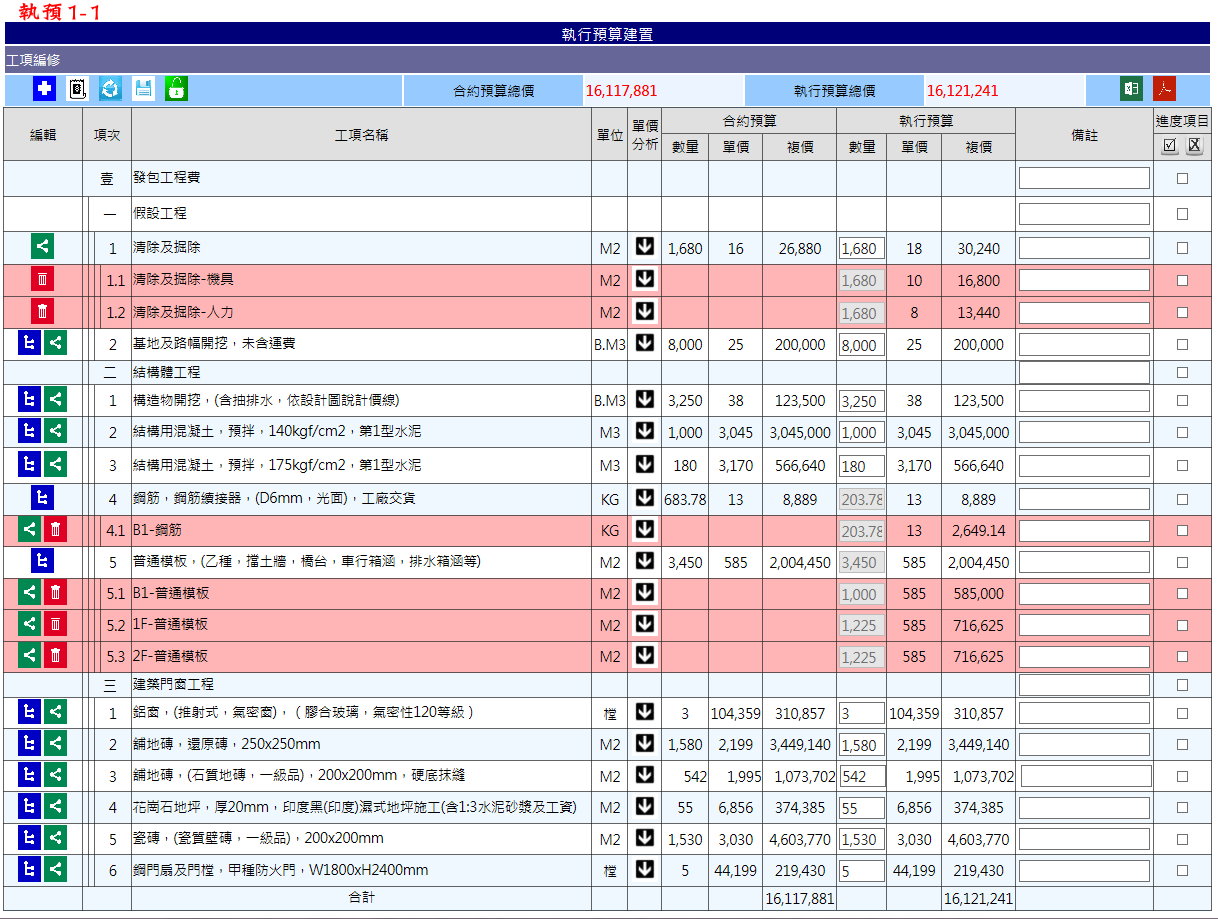 執預1-1
執行預算建置
工項編修
合約預算總價 16,117,881 執行預算總價 16,121,241
編輯 項次 工項名稱 單位 單價分析 合約預算 執行預算 備註 進度項目
數量 單價 複價 數量 單價 複價
壹 發包工程費
一 假設工程
1 清除及掘除 M2 1,680 16 26,880 1,680 18 30,240
1.1 清除及掘除-機具 M2 1,680 10 16,800
1.2 清除及掘除-人力 M2 1,680 8 13,440
2 基地及路幅開挖，未含運費 B.M3 8,000 25 200,000 8,000 25 200,000
二 結構體工程
1 構造物開挖，(含抽排水，依設計圖說計價線) B.M3 3,250 38 123,500 3,250 38 123,500
2 結構用混凝土，預拌，140kgf/cm2，第1型水泥 M3 1,000 3,045 3,045,000 1,000 3,045 3,045,000
3 結構用混凝土，預拌，175kgf/cm2，第1型水泥 M3 180 3,170 566,640 180 3,170 566,640
4 鋼筋，鋼筋續接器，(D6mm，光面)，工廠交貨 KG 683.78 13 8,889 203.78 13 8,889
4.1 B1-鋼筋 KG 203.78 13 2,649.14
5 普通模板，(乙種，擋土牆，橋台，車行箱涵，排水箱涵等) M2 3,450 585 2,004,450 3,450 585 2,004,450
5.1 B1-普通模板 M2 1,000 585 585,000
5.2 1F-普通模板 M2 1,225 585 716,625
5.3 2F-普通模板 M2 1,225 585 716,625
三 建築門窗工程
1 鋁窗，(推射式，氣密窗)，（膠合玻璃，氣密性120等級） 樘 3 104,359 310,857 3 104,359 310,857
2 舖地磚，還原磚，250x250mm M2 1,580 2,199 3,449,140 1,580 2,199 3,449,140
3 舖地磚，(石質地磚，一級品)，200x200mm，硬底抹縫 M2 542 1,995 1,073,702 542 1,995 1,073,702
4 花崗石地坪，厚20mm，印度黑(印度)濕式地坪施工(含1:3水泥砂漿及工資) M2 55 6,856 374,385 55 6,856 374,385
5 瓷磚，(瓷質壁磚，一級品)，200x200mm M2 1,530 3,030 4,603,770 1,530 3,030 4,603,770
6 鋼門扇及門樘，甲種防火門，W1800xH2400mm 樘 5 44,199 219,430 5 44,199 219,430
合計 16,117,881 16,121,241